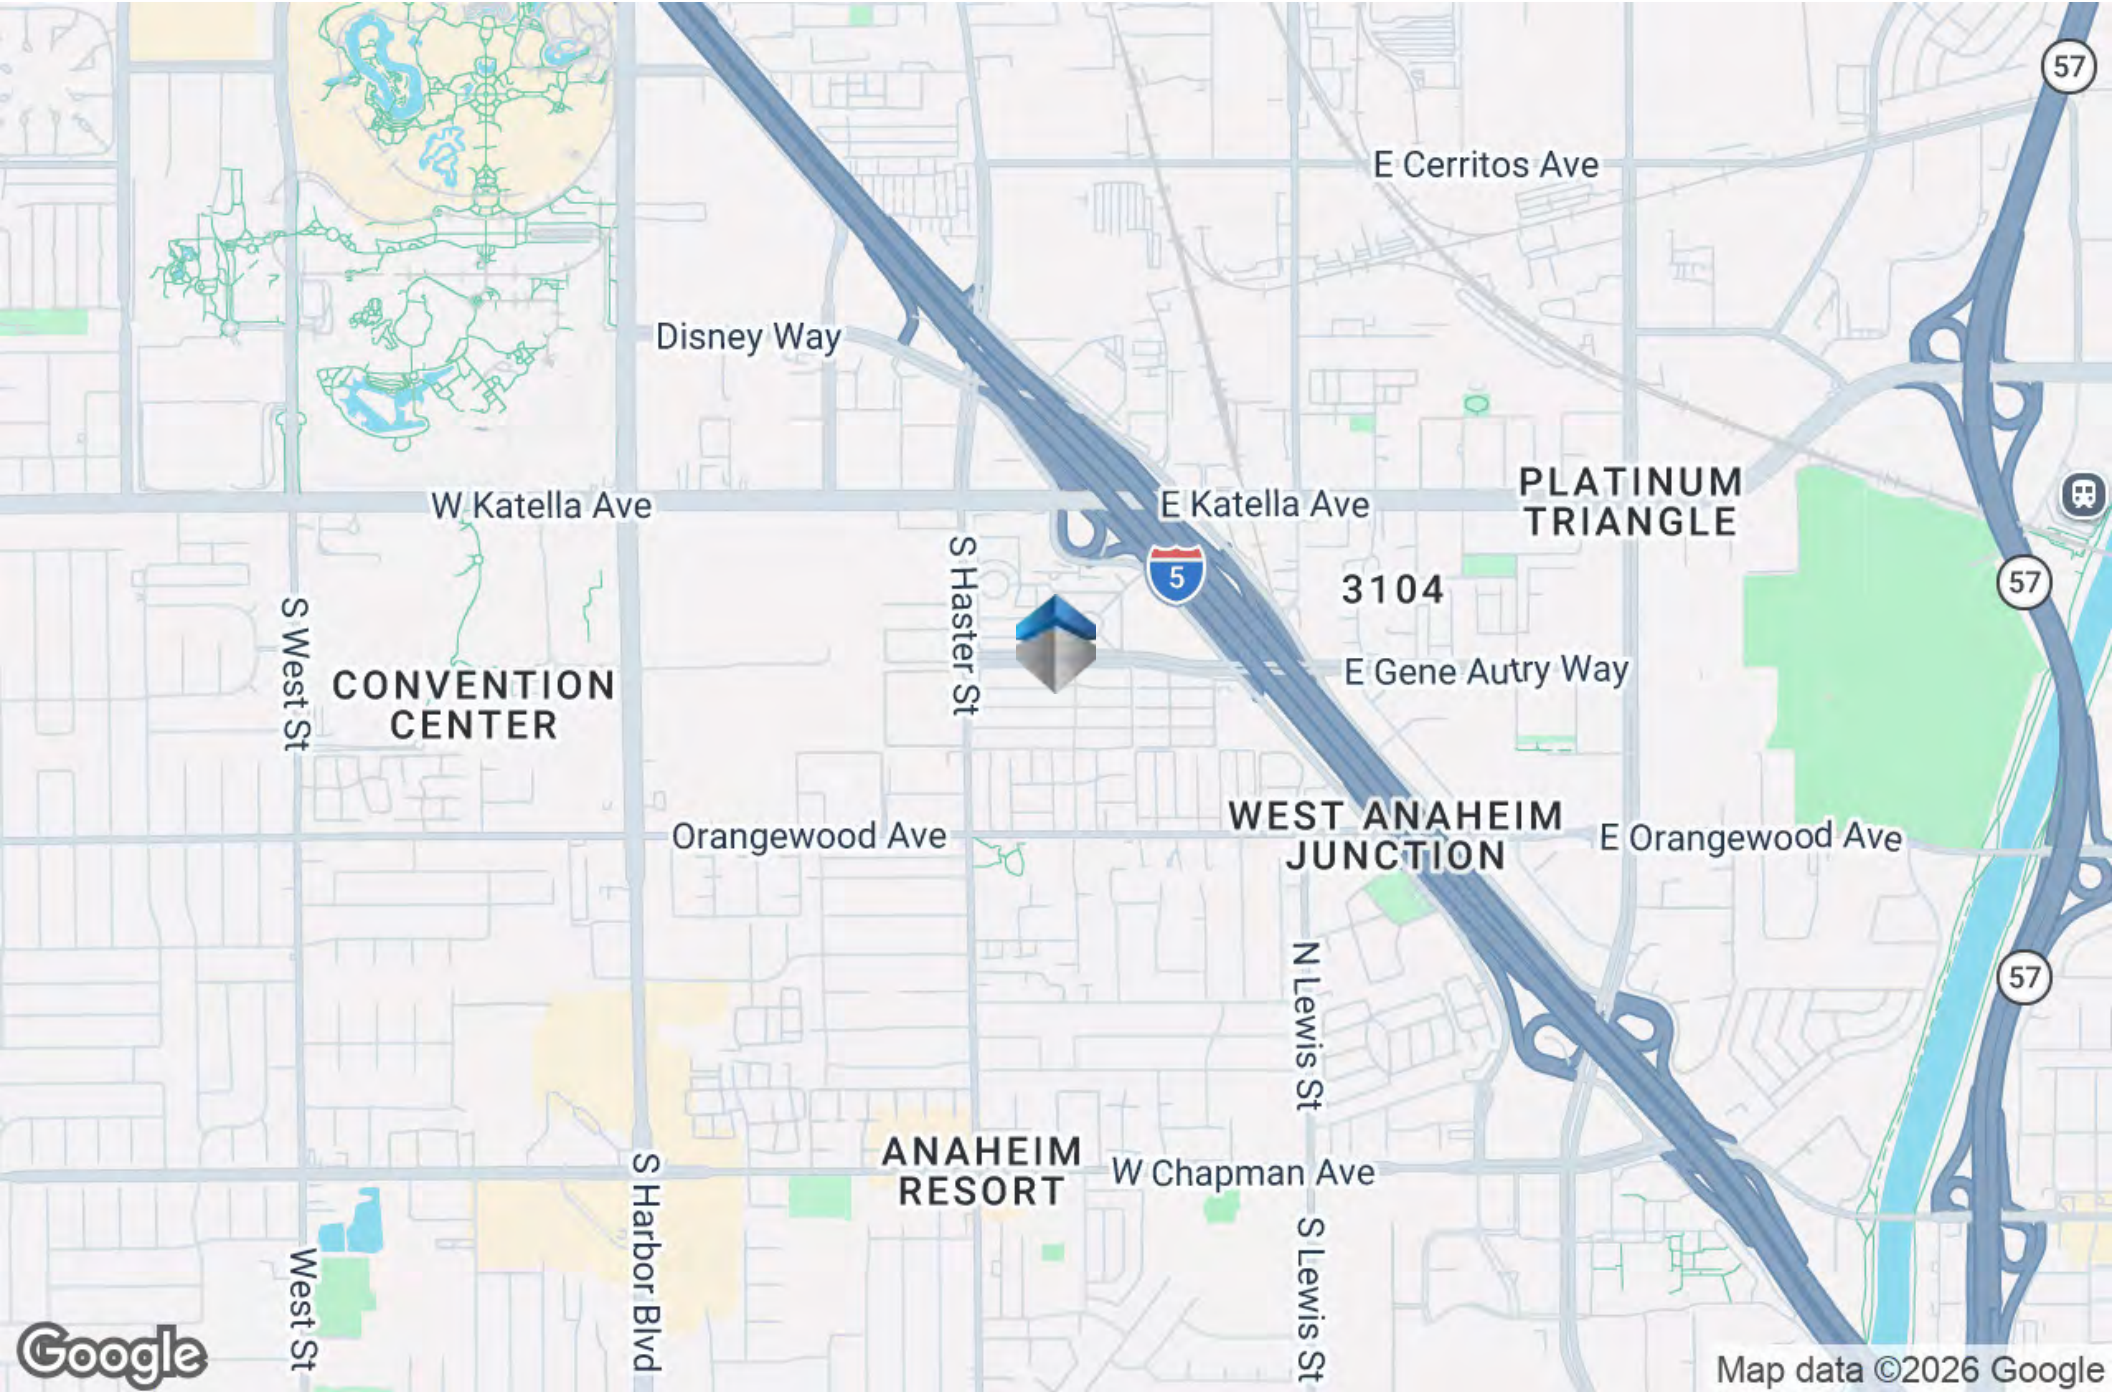 57
E Cerritos Ave
Disney Way
W Katella Ave
E Katella Ave
PLATINUM
TRIANGLE
S Haster St
5
3104
57
S West St
CONVENTION
CENTER
E Gene Autry Way
Orangewood Ave
WEST ANAHEIM
JUNCTION
E Orangewood Ave
N Lewis St
57
ANAHEIM
RESORT
W Chapman Ave
S Harbor Blvd
West St
S Lewis St
Google
Map data ©2026 Google